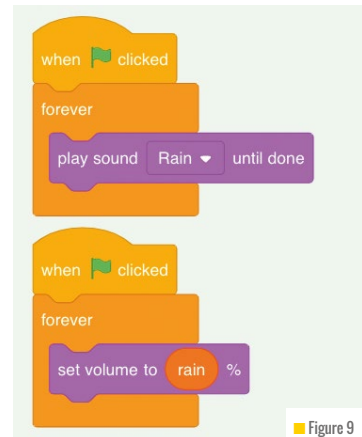 when clicked
forever
play sound Rain until done
when clicked
forever
set volume to rain %
Figure 9